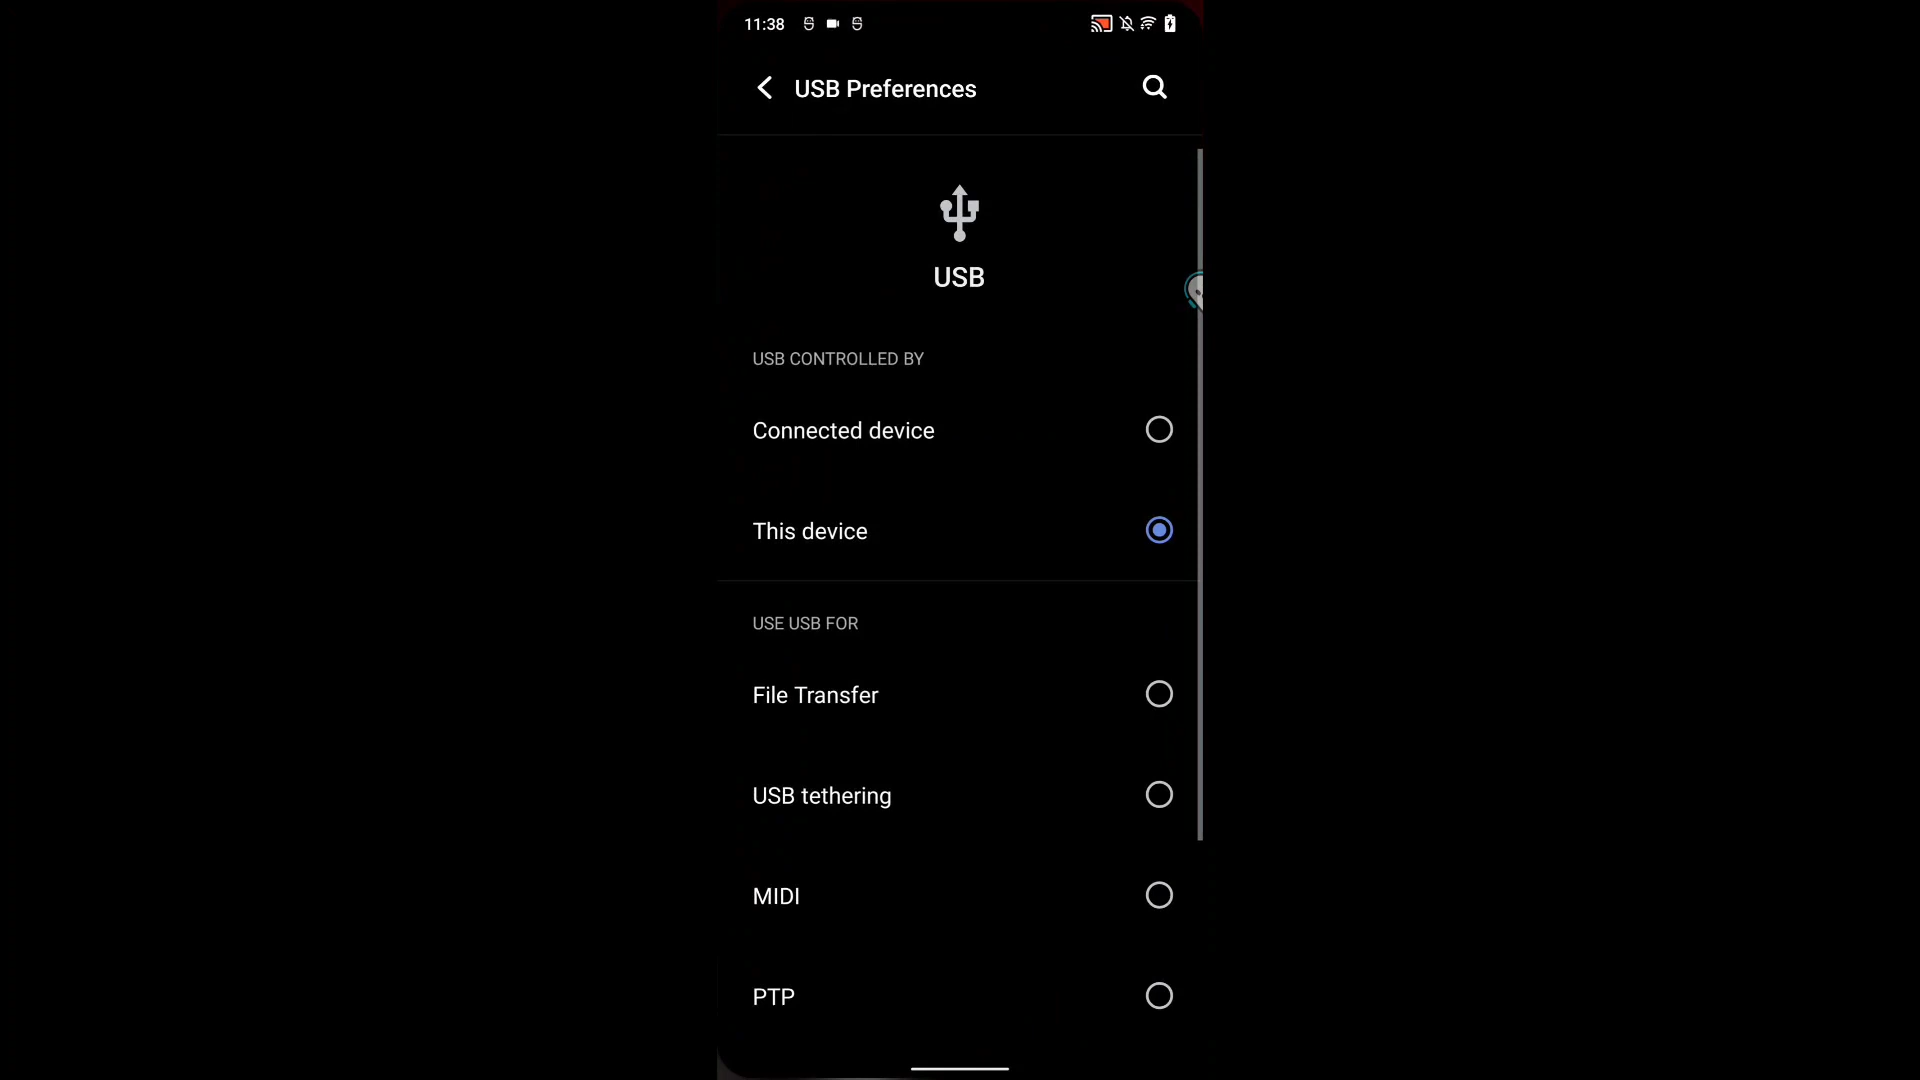 11:38
USB Preferences
USB
USB CONTROLLED BY
Connected device
This device
USE USB FOR
File Transfer
USB tethering
MIDI
PTP